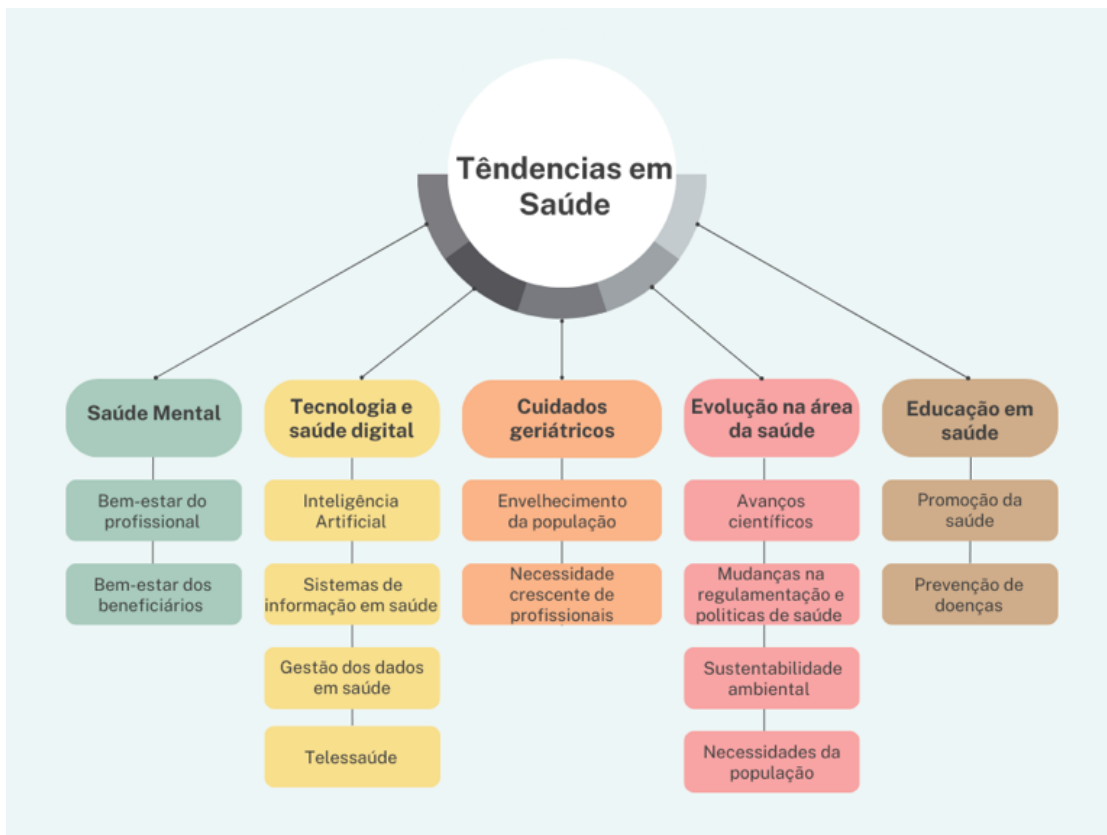 Têndencias em
Saúde
Saúde Mental
Bem-estar do
profissional
Bem-estar dos
beneficiários
Tecnologia e
saúde digital
Inteligência
Artificial
Sistemas de
informação em saúde
Gestão dos dados
em saúde
Telessaúde
Cuidados
geriátricos
Envelhecimento
da população
Necessidade
crescente de
profissionais
Evolução na área
da saúde
Avanços
científicos
Mudanças na
regulamentação e
politicas de saúde
Sustentabilidade
ambiental
Necessidades da
população
Educação em
saúde
Promoção da
saúde
Prevenção de
doenças